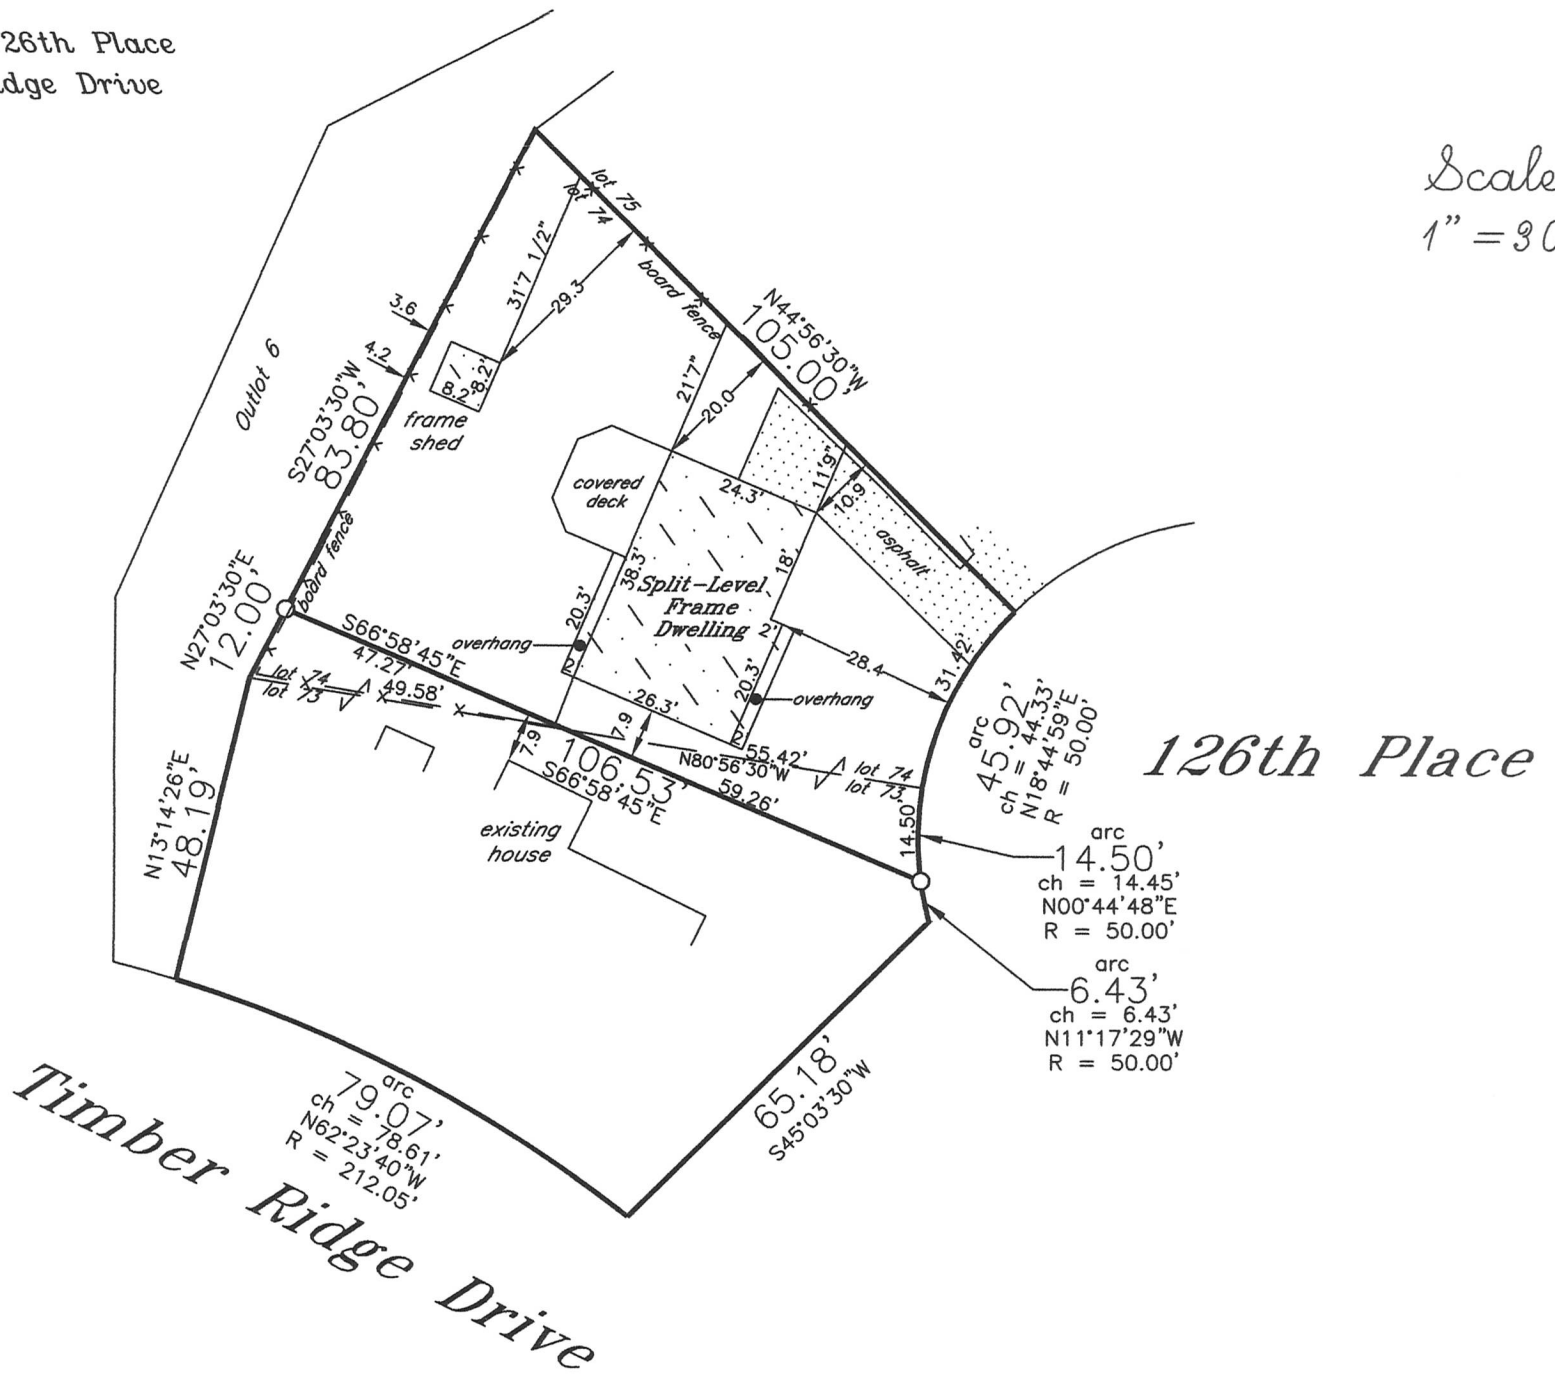 26th Place
dge Drive
Scale
1" = 30
lot 75
lot 74
31'7 1/2"
29.3
board fence
N44°56'30"W
105.00'
3.6
4.2
8.2'
8.2'
frame
shed
Outlot 6
S27°03'30"W
83.80'
21'7"
20.0
covered
deck
24.3'
11'9"
10.9
asphalt
18'
38.3'
Split-Level
Frame
Dwelling
20.3'
overhang
2'
2'
28.4
31.42'
board fence
N27°03'30"E
12.00'
S66°58'45"E
47.27'
lot 74
lot 73
49.58'
26.3'
20.3'
overhang
2'
7.9
7.9
55.42'
N80°56'30"W
lot 74
lot 73
106.53'
S66°58'45"E
59.26'
14.50'
arc
45.92'
ch = 44.33'
N18°44'59"E
R = 50.00'
126th Place
N13°14'26"E
48.19'
existing
house
arc
14.50'
ch = 14.45'
N00°44'48"E
R = 50.00'
arc
6.43'
ch = 6.43'
N11°17'29"W
R = 50.00'
65.18'
S45°03'30"W
arc
79.07'
ch = 78.61'
N62°23'40"W
R = 212.05'
Timber Ridge Drive